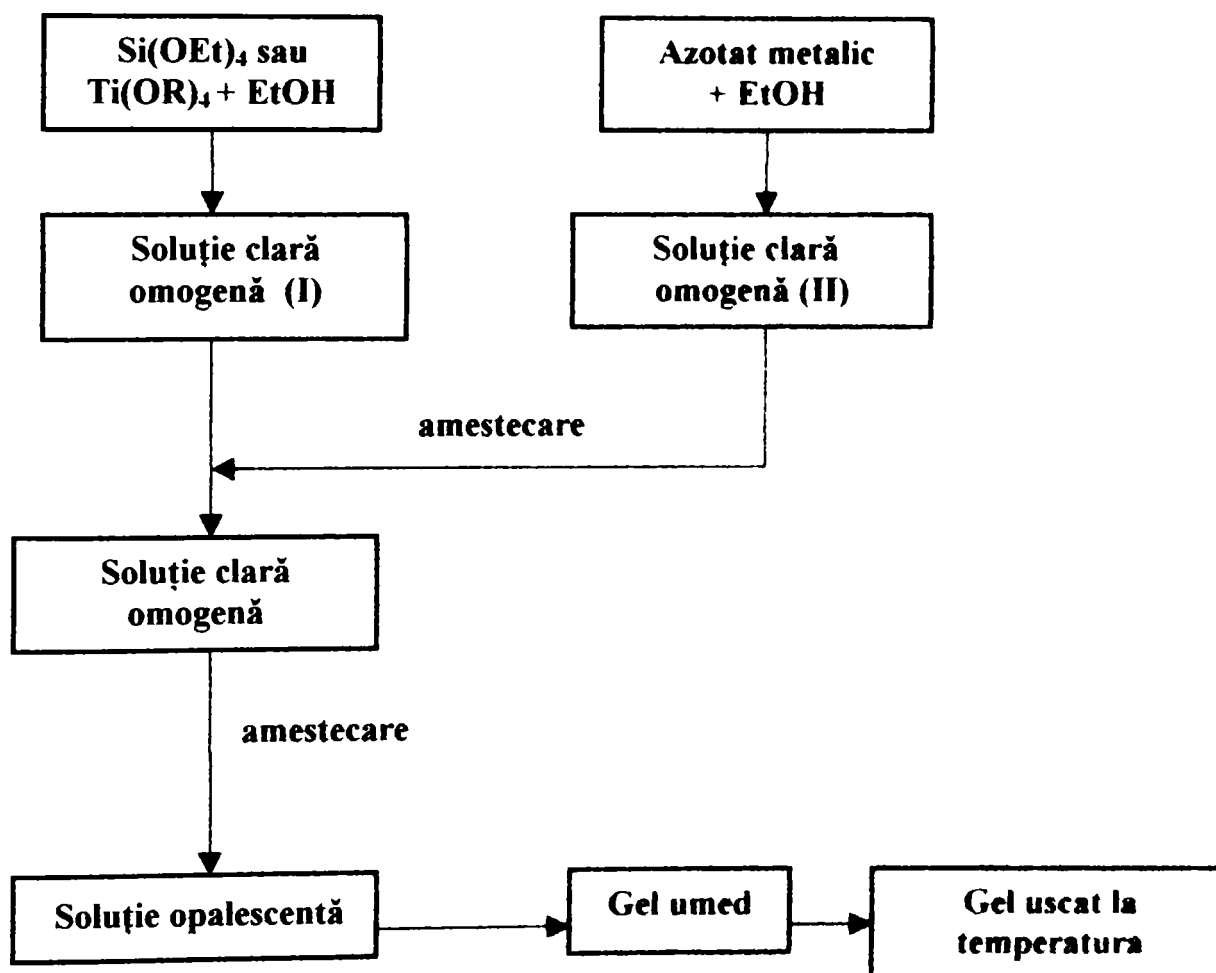 Si(OEt)₄ sau
Ti(OR)₄ + EtOH
Azotat metalic
+ EtOH
Soluţie clară
omogenă (I)
Soluţie clară
omogenă (II)
amestecare
Soluţie clară
omogenă
amestecare
Soluţie opalescentă
Gel umed
Gel uscat la
temperatura